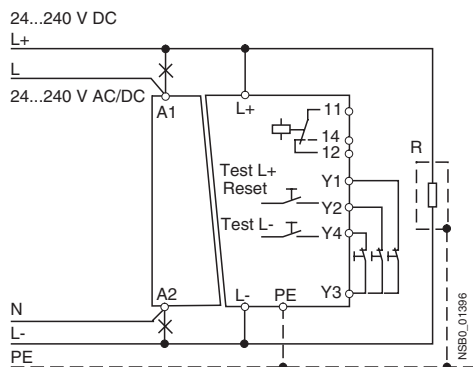 24...240 V DC
L+
L
24...240 V AC/DC
A1
L+
11
14
12
R
Test L+
Reset
Y1
Y2
Test L-
Y4
A2
L-
PE
Y3
N
L-
PE
NSB0_01396